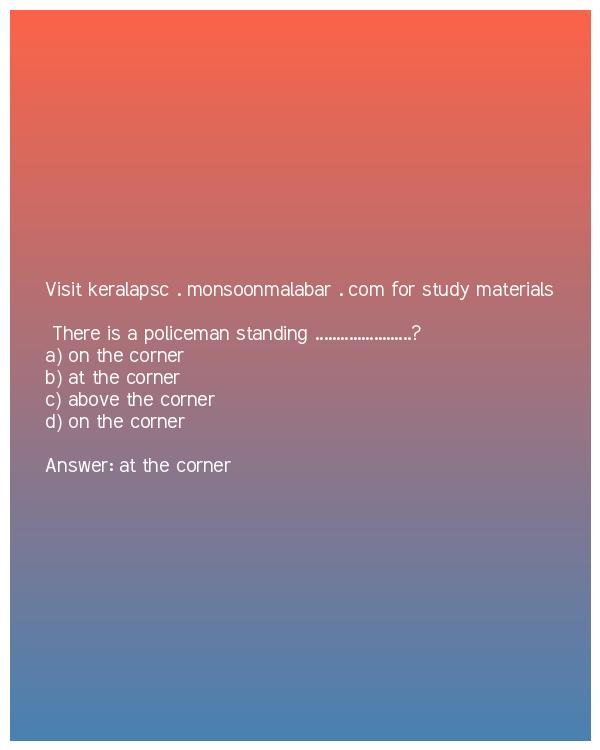 Visit keralapsc . monsoonmalabar . com for study materials
There is a policeman standing .......................?
a) on the corner
b) at the corner
c) above the corner
d) on the corner
Answer: at the corner